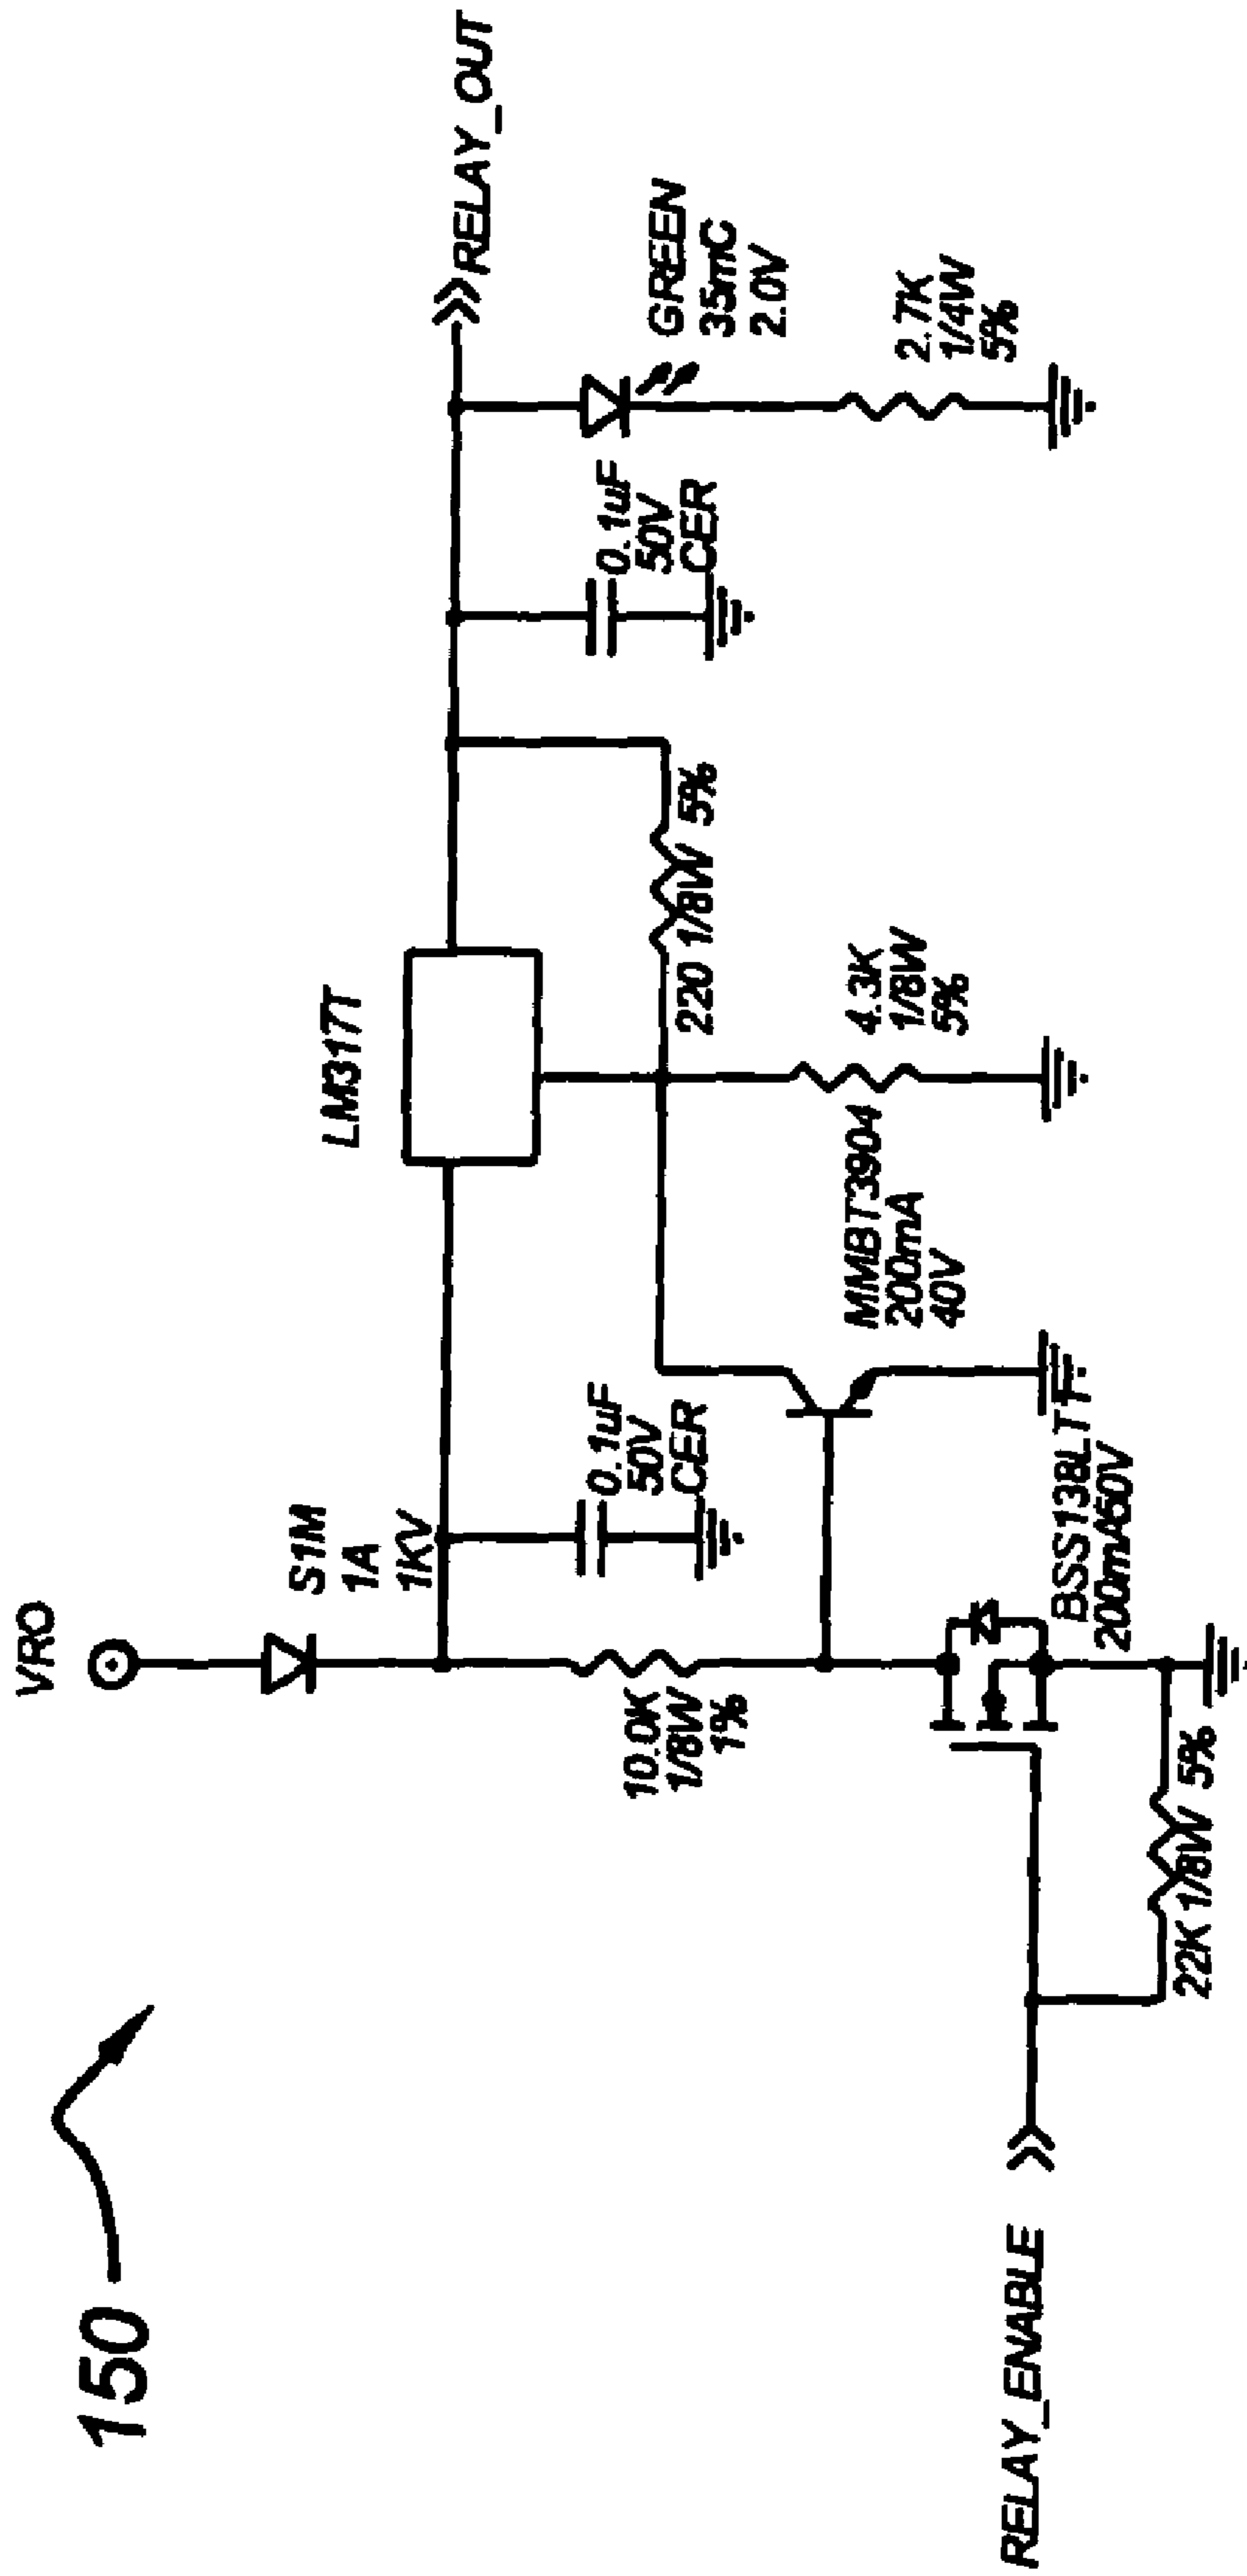 150
VRO
S1M
1A
1KV
LM317T
RELAY_OUT
0.1uF
50V
CER
220 1/8W 5%
0.1uF
50V
CER
GREEN
35mC
2.0V
10.0K
1/8W
1%
MMBT3904
200mA
40V
4.3K
1/8W
5%
2.7K
1/4W
5%
RELAY_ENABLE
BSS138LT1
200mA50V
22K 1/8W 5%